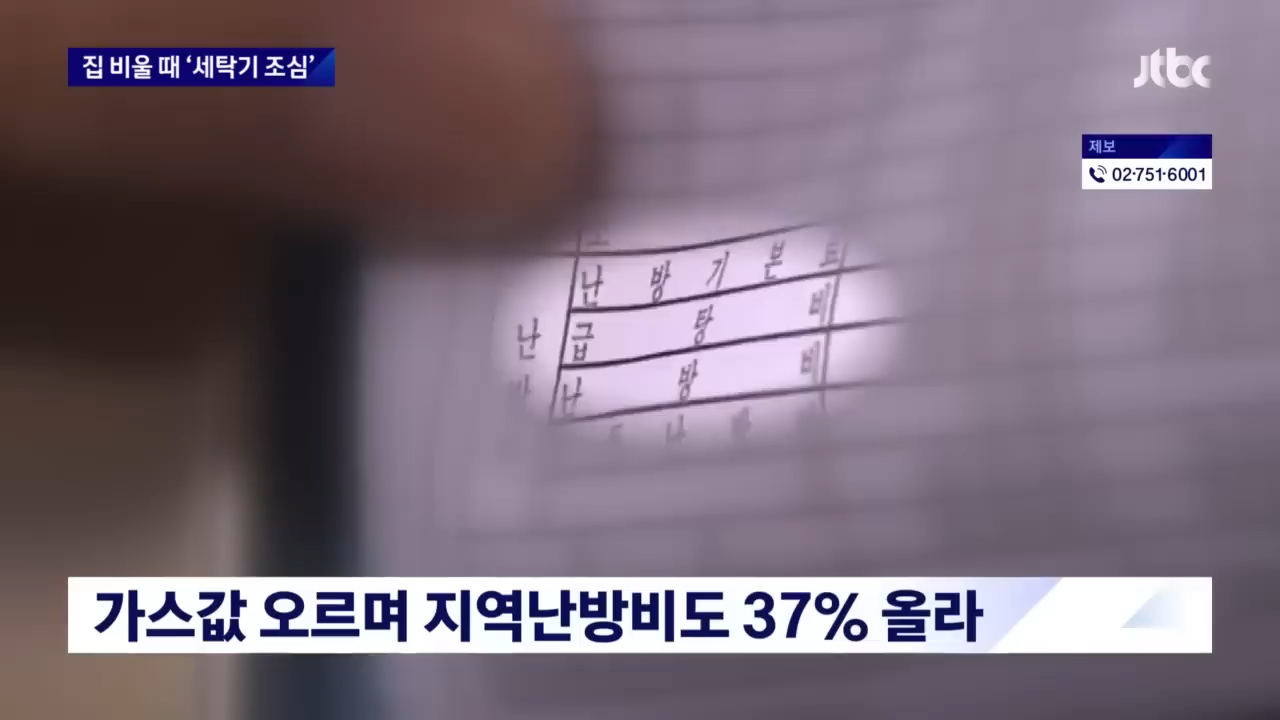 집 비울 때 ‘세탁기 조심’
jtbc
제보
02·751·6001
난 방 기 본
난 급 탕 비
난 방 비
가스값 오르며 지역난방비도 37% 올라